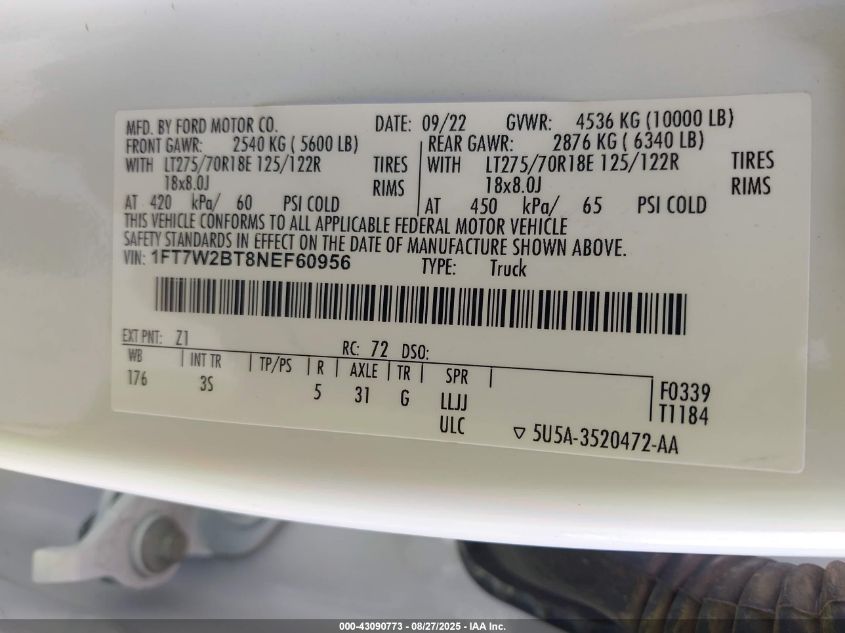 MFD. BY FORD MOTOR CO. DATE: 09/22 GVWR: 4536 KG (10000 LB)
FRONT GAWR: 2540 KG (5600 LB) REAR GAWR: 2876 KG (6340 LB)
WITH LT275/70R18E 125/122R TIRES WITH LT275/70R18E 125/122R TIRES
18x8.0J RIMS 18x8.0J RIMS
AT 420 kPa/ 60 PSI COLD AT 450 kPa/ 65 PSI COLD
THIS VEHICLE CONFORMS TO ALL APPLICABLE FEDERAL MOTOR VEHICLE
SAFETY STANDARDS IN EFFECT ON THE DATE OF MANUFACTURE SHOWN ABOVE.
VIN: 1FT7W2BT8NEF60956 TYPE: Truck
EXT PNT: Z1 RC: 72 DSO:
WB | INT TR | TP/PS | R | AXLE | TR | SPR |
176 3S 5 31 G LLJJ
ULC
F0339
T1184
▽ 5U5A-3520472-AA
000-43090773 - 08/27/2025 - IAA Inc.